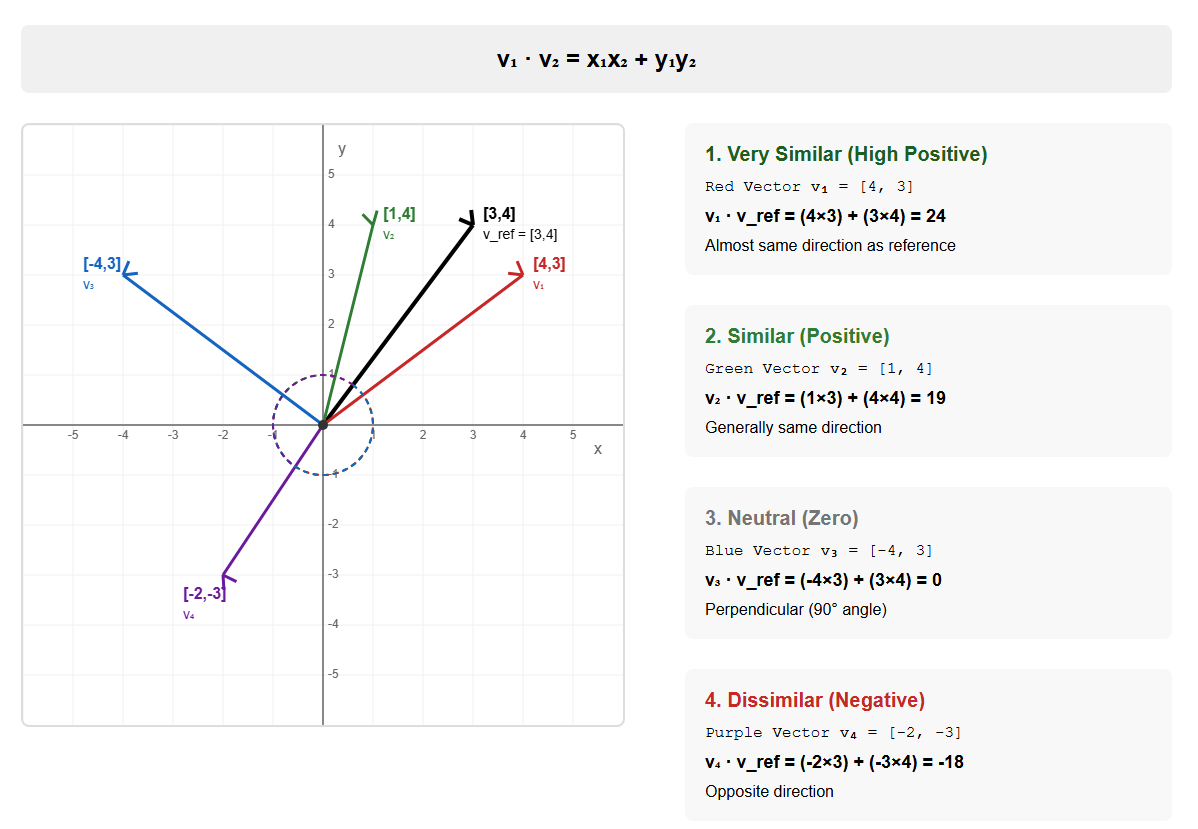 v₁ · v₂ = x₁x₂ + y₁y₂
y
5
[1,4]
[3,4]
4
v₂
v_ref = [3,4]
[-4,3]
[4,3]
3
v₃
v₁
2
1
-5
-4
-3
-2
-1
1
2
3
4
5
x
-1
-2
-3
[-2,-3]
v₄
-4
-5
1. Very Similar (High Positive)
Red Vector v₁ = [4, 3]
v₁ · v_ref = (4×3) + (3×4) = 24
Almost same direction as reference
2. Similar (Positive)
Green Vector v₂ = [1, 4]
v₂ · v_ref = (1×3) + (4×4) = 19
Generally same direction
3. Neutral (Zero)
Blue Vector v₃ = [-4, 3]
v₃ · v_ref = (-4×3) + (3×4) = 0
Perpendicular (90° angle)
4. Dissimilar (Negative)
Purple Vector v₄ = [-2, -3]
v₄ · v_ref = (-2×3) + (-3×4) = -18
Opposite direction